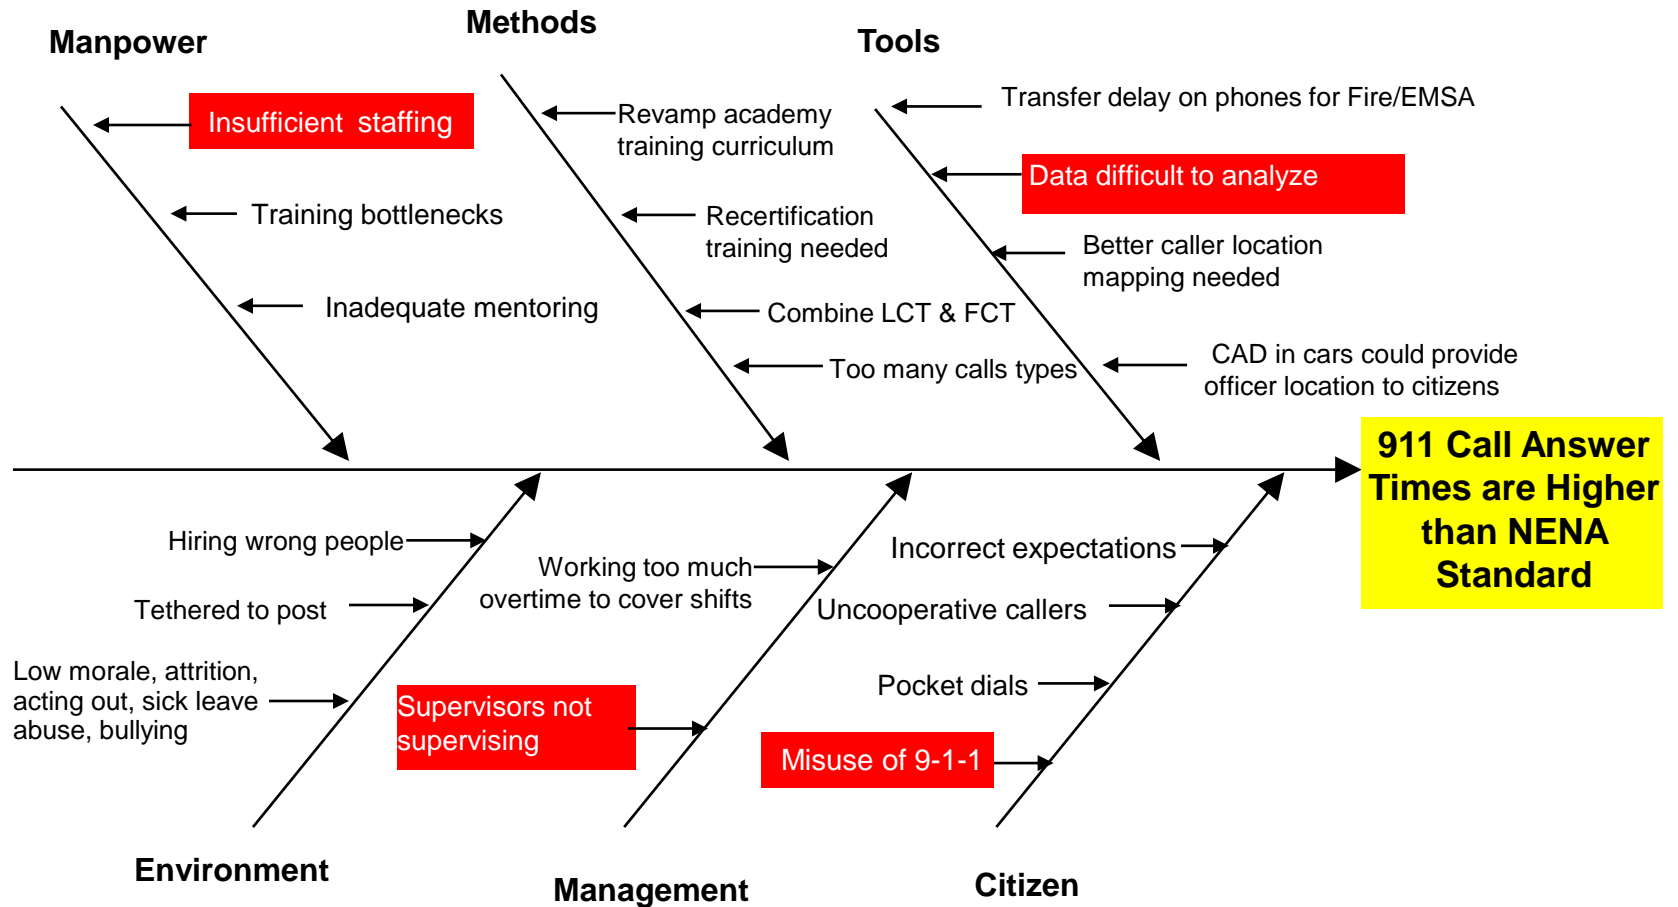 Manpower
Methods
Tools
Insufficient staffing
Training bottlenecks
Inadequate mentoring
Revamp academy
training curriculum
Recertification
training needed
Combine LCT & FCT
Too many calls types
Transfer delay on phones for Fire/EMSA
Data difficult to analyze
Better caller location
mapping needed
CAD in cars could provide
officer location to citizens
911 Call Answer
Times are Higher
than NENA
Standard
Hiring wrong people
Tethered to post
Low morale, attrition,
acting out, sick leave
abuse, bullying
Working too much
overtime to cover shifts
Supervisors not
supervising
Incorrect expectations
Uncooperative callers
Pocket dials
Misuse of 9-1-1
Environment
Management
Citizen